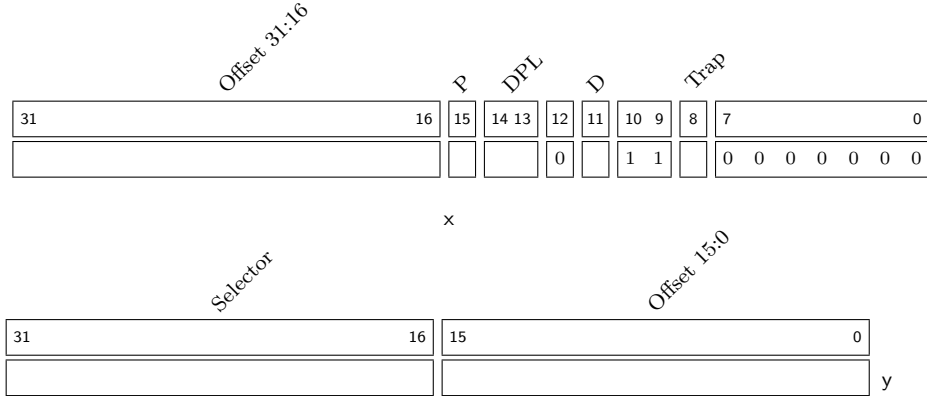 Offset 31:16 P DPL D Trap
31 16 15 14 13 12 11 10 9 8 7 0
0 1 1 0 0 0 0 0 0 0
x
Selector Offset 15:0
31 16 15 0
y